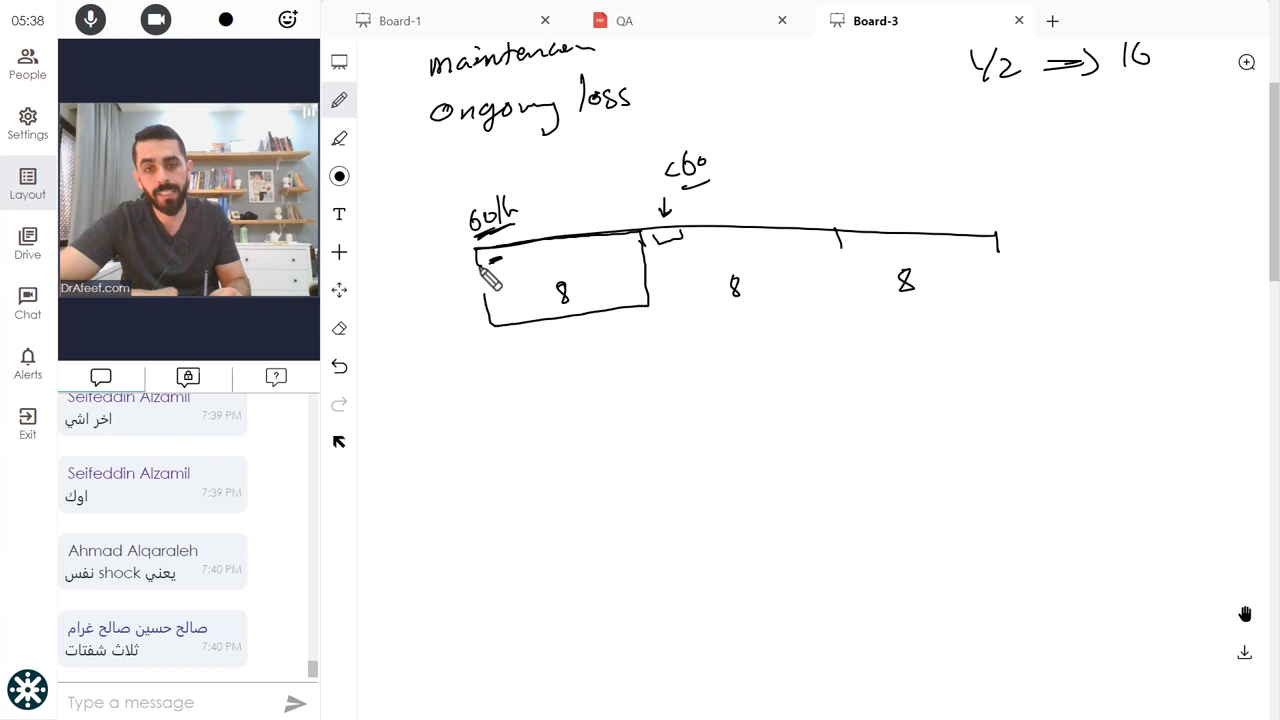 05:38
Board-1
QA
Board-3
People
Settings
Layout
Drive
Chat
Alerts
Exit
DrAfeef.com
T
1/2 => 16
ongoing loss
<60
60%
8
8
8
Seifeddin Alzamil
اخر اشي
7:39 PM
Seifeddin Alzamil
اوك
7:39 PM
Ahmad Alqaraleh
يعني shock نفس
7:40 PM
صالح حسين صالح غرام
ثلاث شفتات
7:40 PM
Type a message